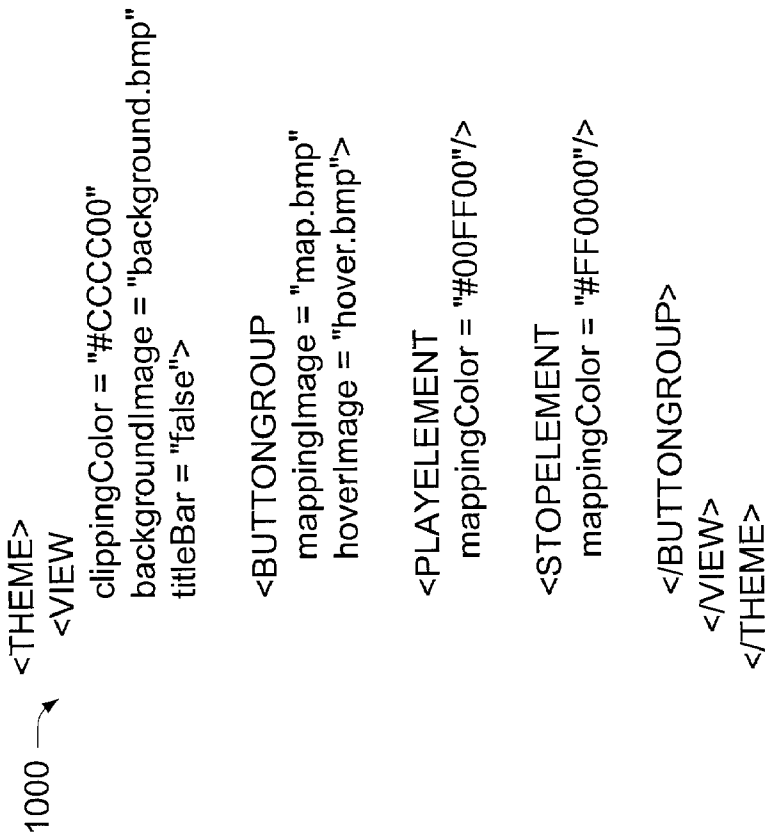 1000
<THEME>
<VIEW
clippingColor = "#CCCC00"
backgroundImage = "background.bmp"
titleBar = "false">
<BUTTONGROUP
mappingImage = "map.bmp"
hoverImage = "hover.bmp">
<PLAYELEMENT
mappingColor = "#00FF00"/>
<STOPELEMENT
mappingColor = "#FF0000"/>
</BUTTONGROUP>
</VIEW>
</THEME>